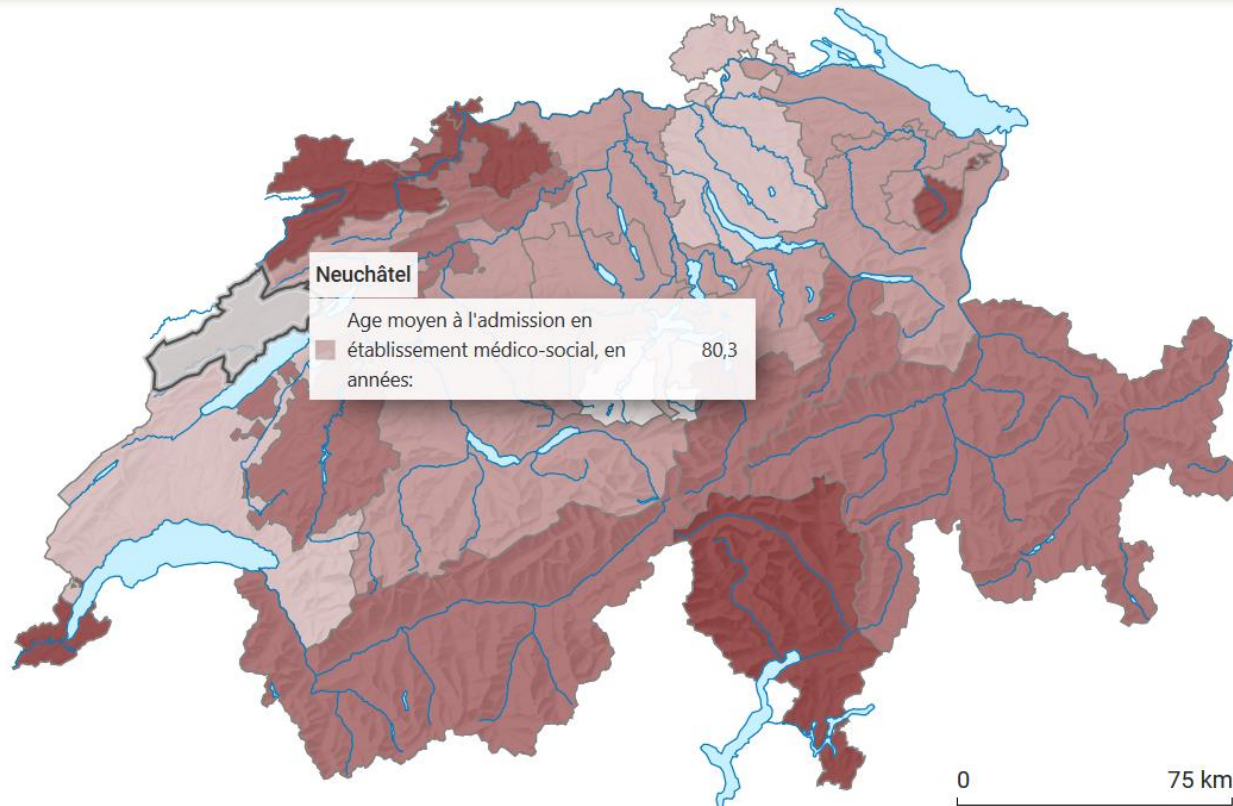 Neuchâtel
Age moyen à l'admission en
établissement médico-social, en
années:
80,3
0
75 km